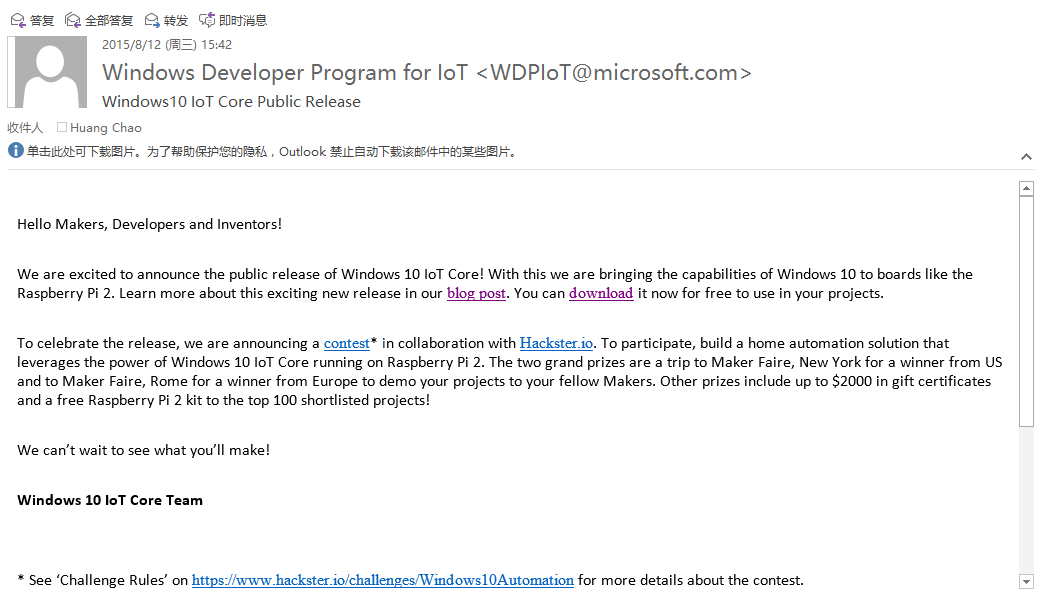 答复 全部答复 转发 即时消息
2015/8/12 (周三) 15:42
Windows Developer Program for IoT <WDPIoT@microsoft.com>
Windows10 IoT Core Public Release
收件人 Huang Chao
单击此处可下载图片。为了帮助保护您的隐私，Outlook 禁止自动下载该邮件中的某些图片。
Hello Makers, Developers and Inventors!
We are excited to announce the public release of Windows 10 IoT Core! With this we are bringing the capabilities of Windows 10 to boards like the
Raspberry Pi 2. Learn more about this exciting new release in our blog post. You can download it now for free to use in your projects.
To celebrate the release, we are announcing a contest* in collaboration with Hackster.io. To participate, build a home automation solution that
leverages the power of Windows 10 IoT Core running on Raspberry Pi 2. The two grand prizes are a trip to Maker Faire, New York for a winner from US
and to Maker Faire, Rome for a winner from Europe to demo your projects to your fellow Makers. Other prizes include up to $2000 in gift certificates
and a free Raspberry Pi 2 kit to the top 100 shortlisted projects!
We can’t wait to see what you’ll make!
Windows 10 IoT Core Team
* See ‘Challenge Rules’ on https://www.hackster.io/challenges/Windows10Automation for more details about the contest.